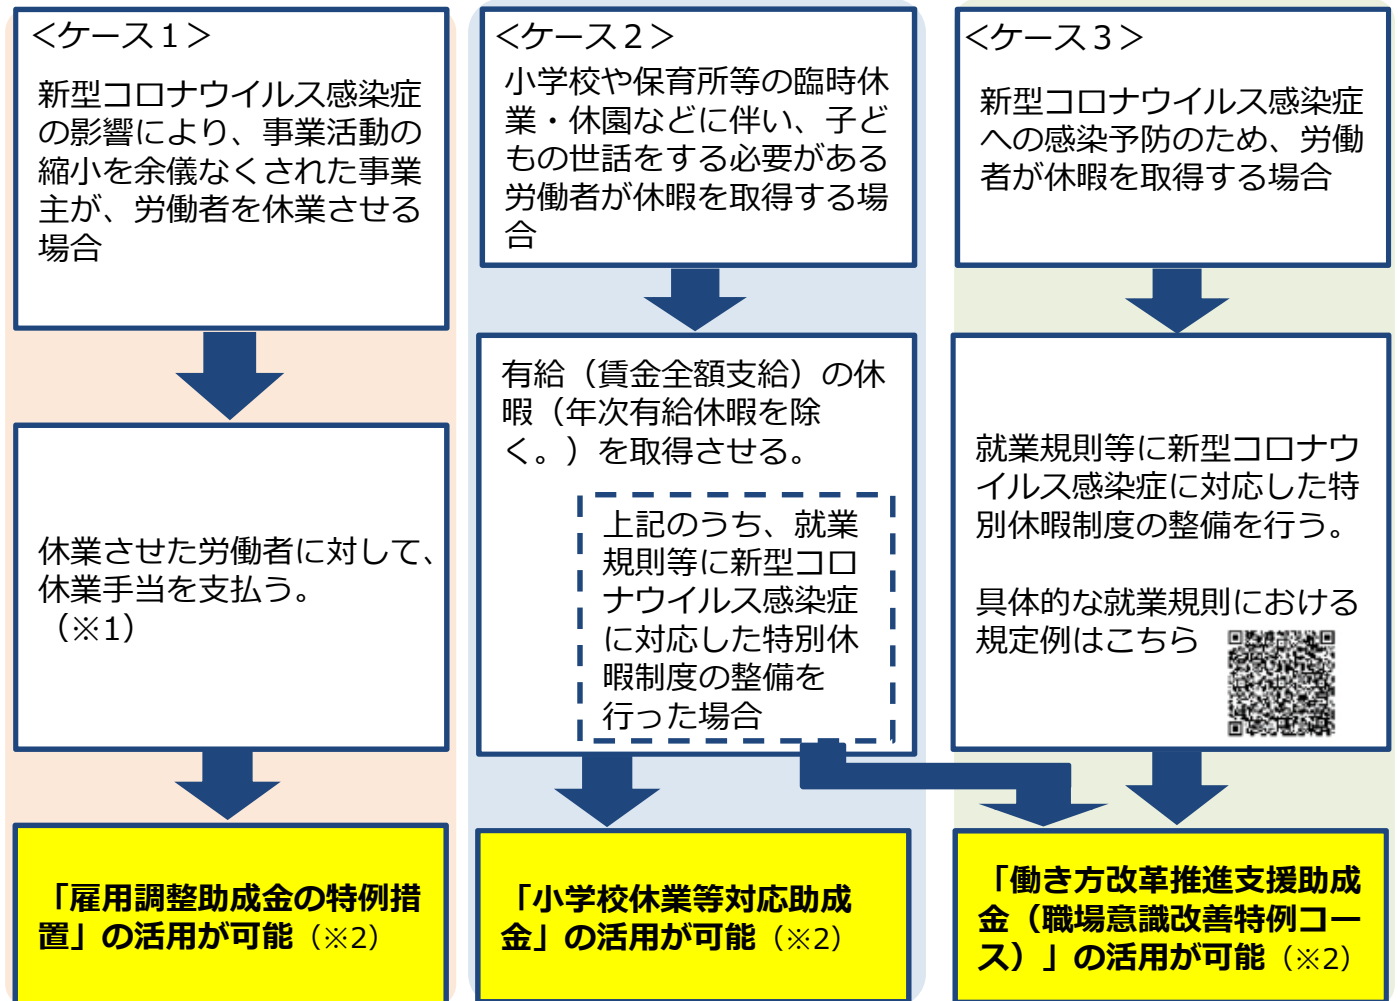 ＜ケース１＞
新型コロナウイルス感染症
の影響により、事業活動の
縮小を余儀なくされた事業
主が、労働者を休業させる
場合
休業させた労働者に対して、
休業手当を支払う。
（※1）
「雇用調整助成金の特例措
置」の活用が可能（※2）
＜ケース２＞
小学校や保育所等の臨時休
業・休園などに伴い、子ど
もの世話をする必要がある
労働者が休暇を取得する場
合
有給（賃金全額支給）の休
暇（年次有給休暇を除
く。）を取得させる。
上記のうち、就業
規則等に新型コロ
ナウイルス感染症
に対応した特別休
暇制度の整備を
行った場合
「小学校休業等対応助成
金」の活用が可能（※2）
＜ケース３＞
新型コロナウイルス感染症
への感染予防のため、労働
者が休暇を取得する場合
就業規則等に新型コロナウ
イルス感染症に対応した特
別休暇制度の整備を行う。
具体的な就業規則における
規定例はこちら
「働き方改革推進支援助成
金（職場意識改善特例コー
ス）」の活用が可能（※2）